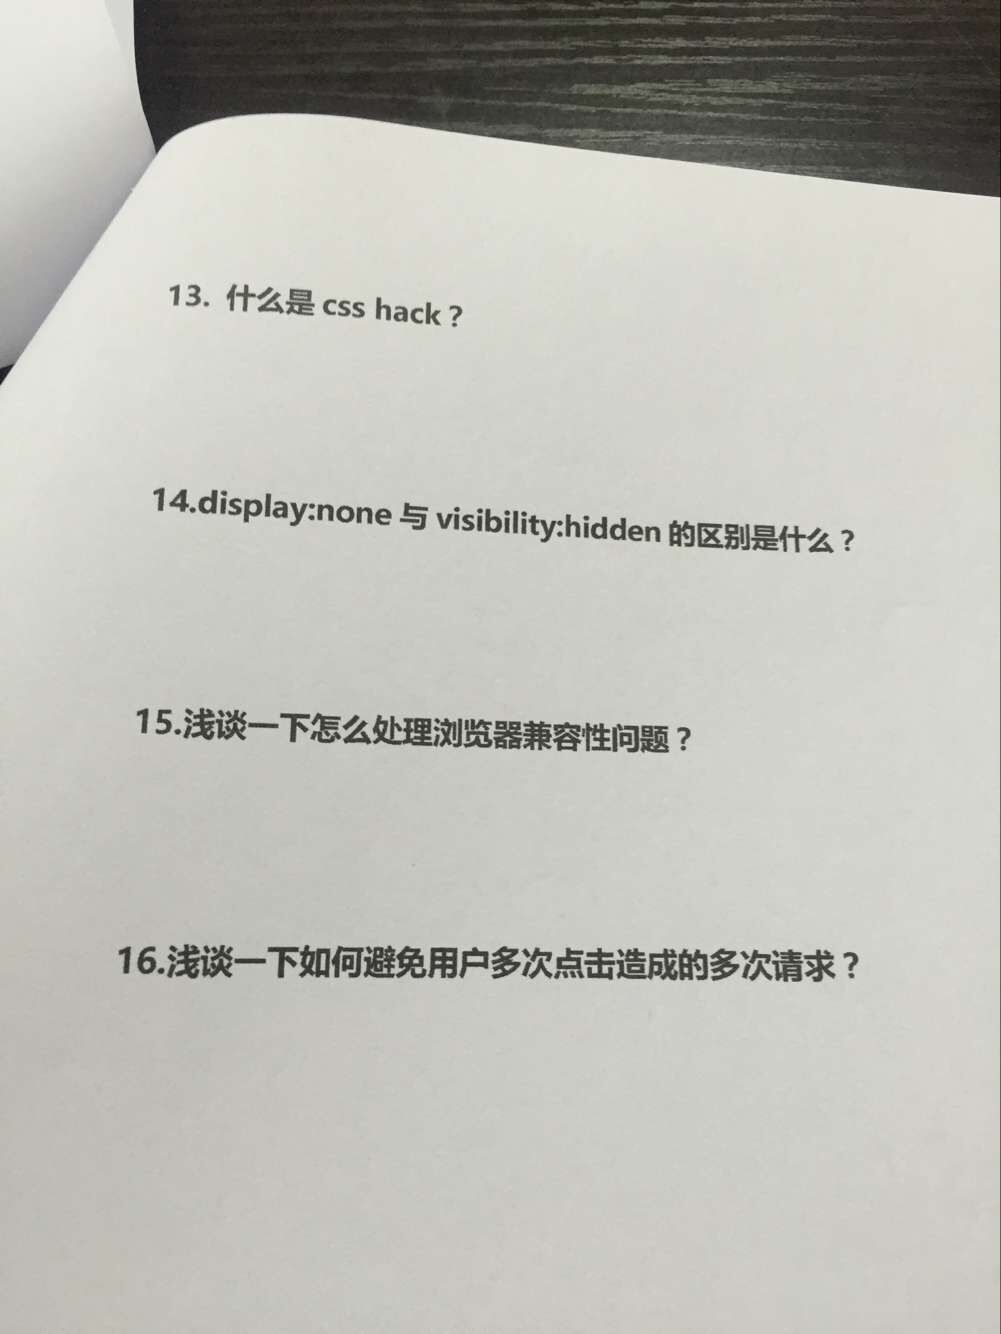 13. 什么是 css hack？
14.display:none 与 visibility:hidden 的区别是什么？
15.浅谈一下怎么处理浏览器兼容性问题？
16.浅谈一下如何避免用户多次点击造成的多次请求？